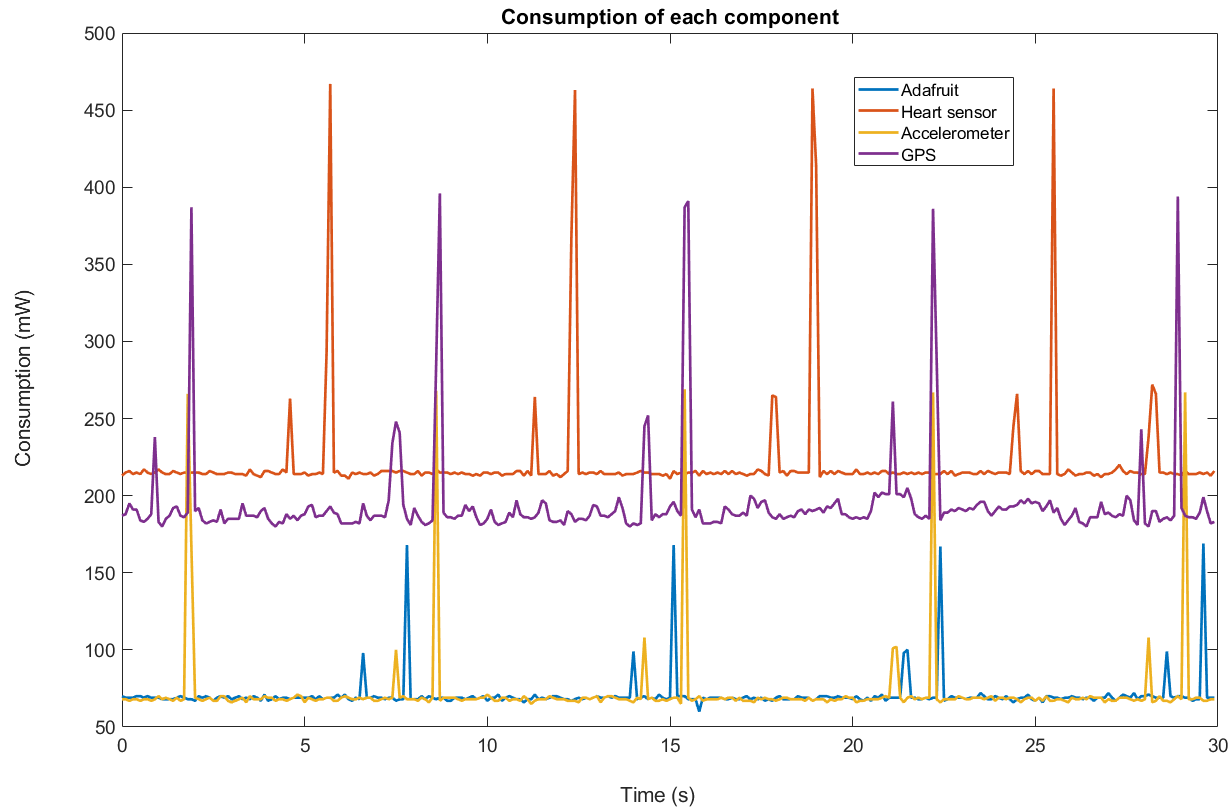 Consumption of each component
500
450
400
350
300
250
200
150
100
50
Consumption (mW)
Adafruit
Heart sensor
Accelerometer
GPS
0 5 10 15 20 25 30
Time (s)